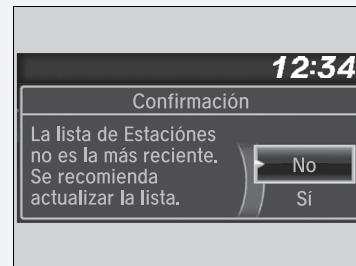 12:34
Confirmación
La lista de Estaciónes
no es la más reciente.
Se recomienda
actualizar la lista.
No
Sí